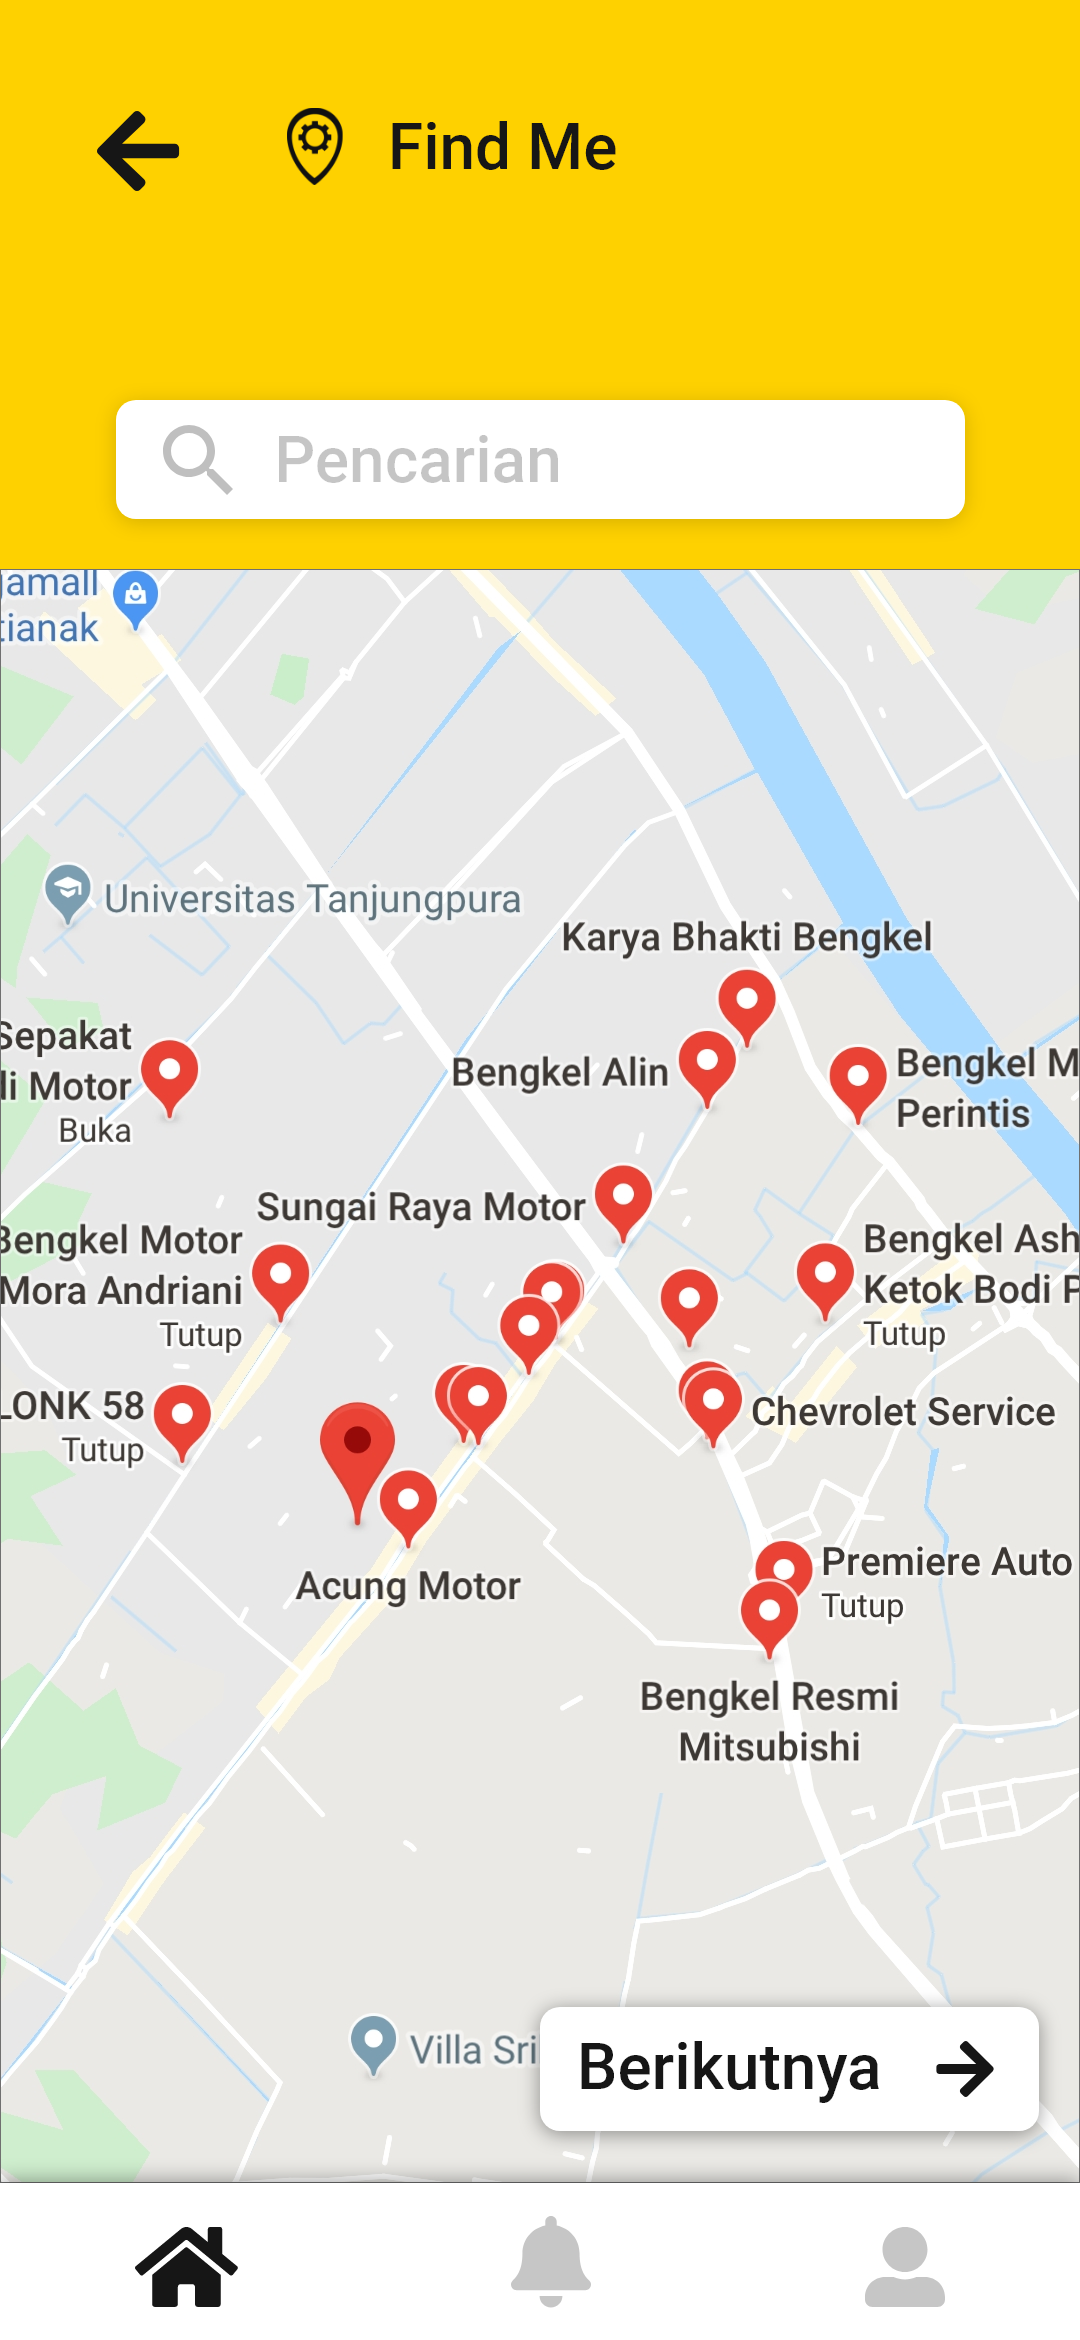 Find Me
Pencarian
amall
tianak
Universitas Tanjungpura
Karya Bhakti Bengkel
Sepakat
di Motor
Buka
Bengkel Alin
Bengkel M
Perintis
Sungai Raya Motor
Bengkel Motor
Mora Andriani
Tutup
Bengkel Ash
Ketok Bodi P
Tutup
LONK 58
Tutup
Chevrolet Service
Acung Motor
Premiere Auto
Tutup
Bengkel Resmi
Mitsubishi
Villa Sri
Berikutnya